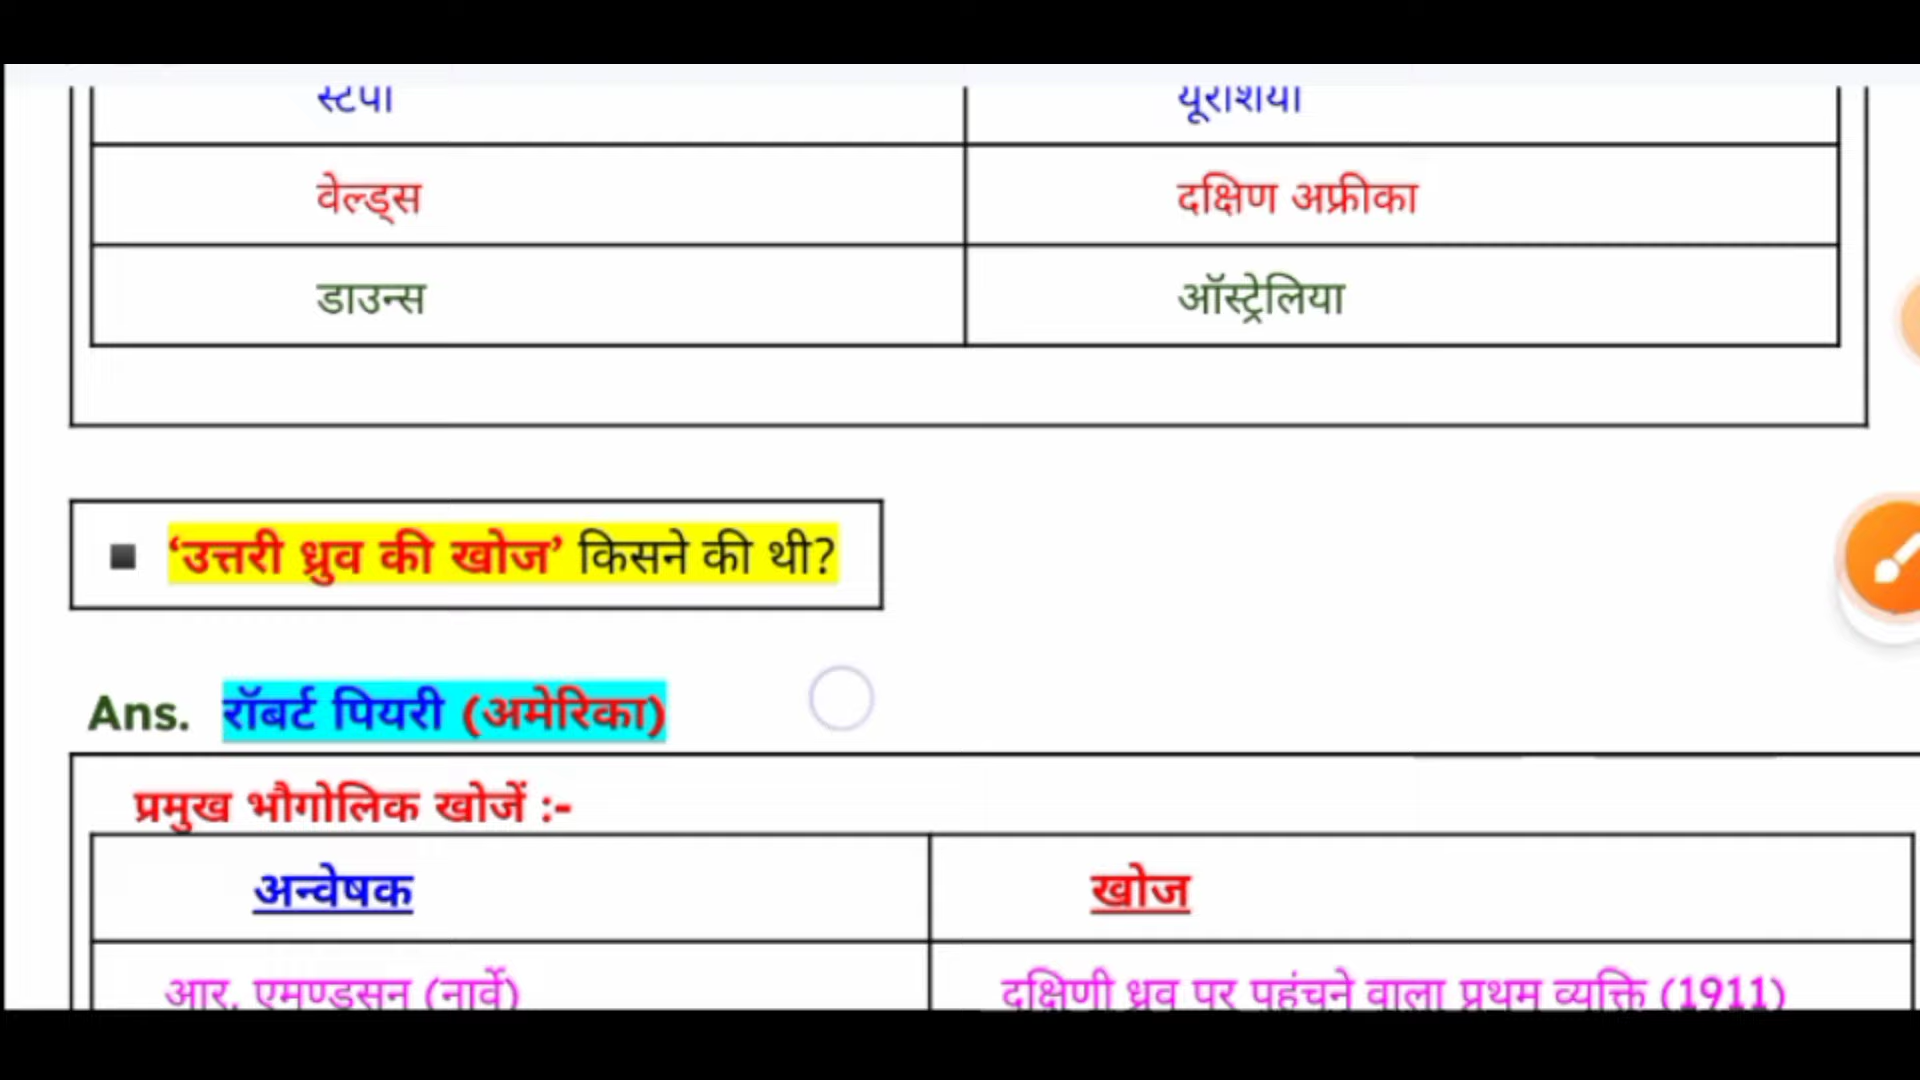 स्टेपी यूरेशिया
वेल्ड्स दक्षिण अफ्रीका
डाउन्स ऑस्ट्रेलिया
▪ ‘उत्तरी ध्रुव की खोज’ किसने की थी?
Ans. रॉबर्ट पियरी (अमेरिका)
प्रमुख भौगोलिक खोजें :-
अन्वेषक खोज
आर. एमण्डसन (नार्वे) दक्षिणी ध्रुव पर पहुंचने वाला प्रथम व्यक्ति (1911)